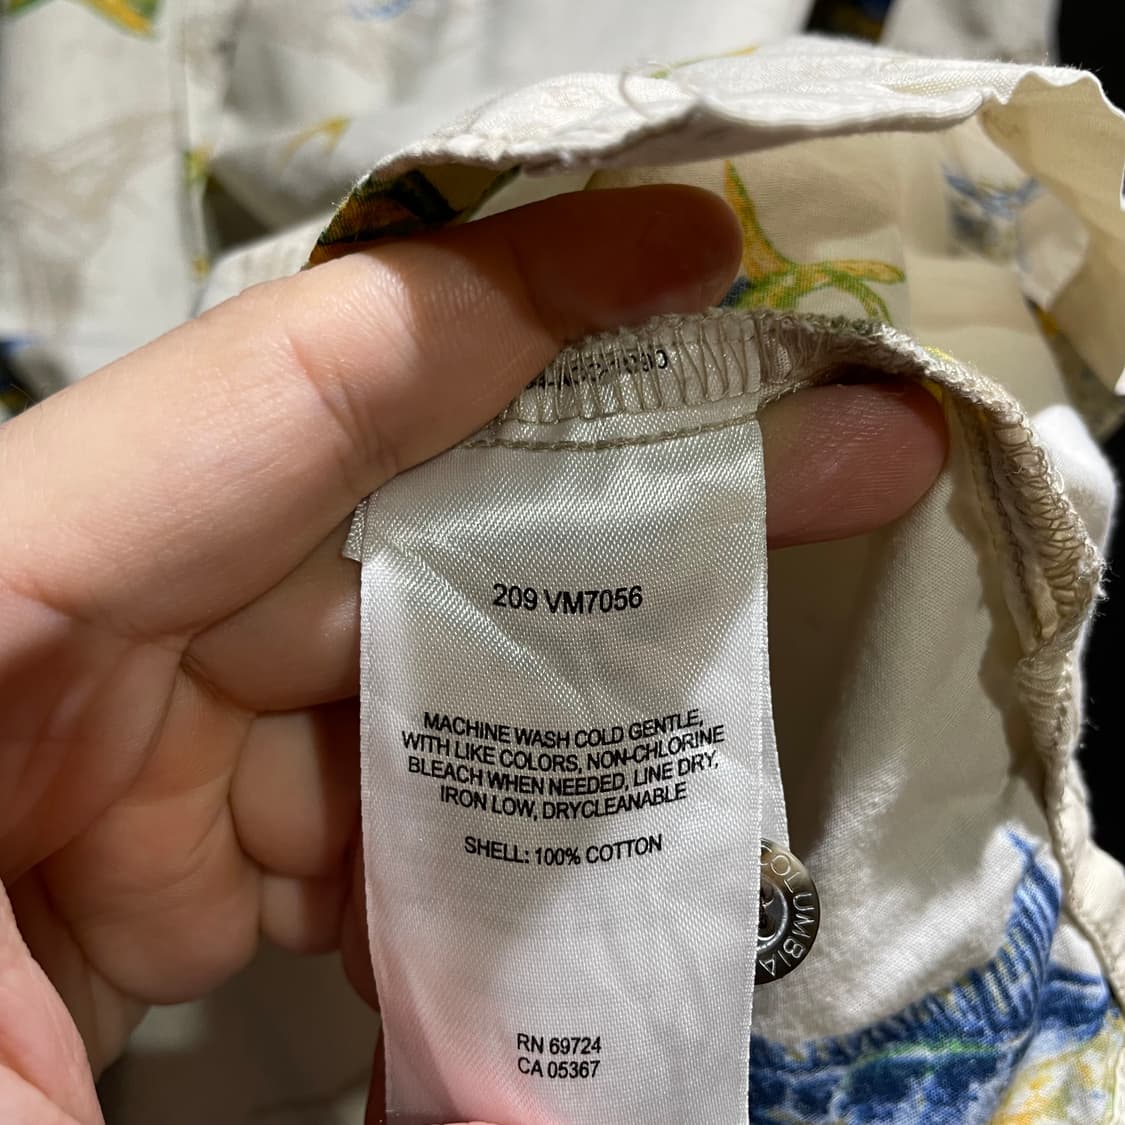 209 VM7056
MACHINE WASH COLD GENTLE,
WITH LIKE COLORS, NON-CHLORINE
BLEACH WHEN NEEDED, LINE DRY,
IRON LOW, DRYCLEANABLE
SHELL: 100% COTTON
COLUMBIA
RN 69724
CA 05367